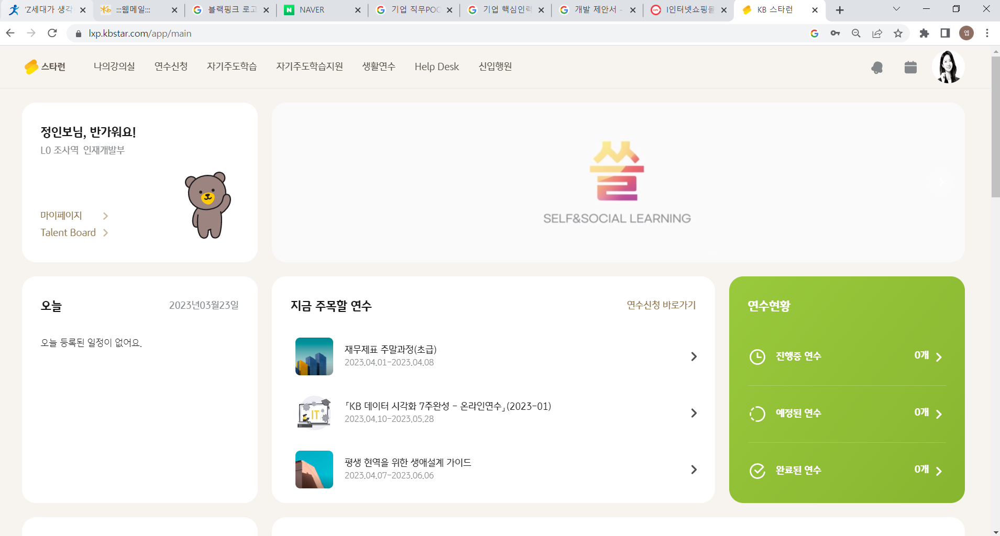 'Z세대가 생각
:::웹메일:::
블랙핑크 로고
NAVER
기업 직무POC
기업 핵심인력
개발 제안서 -
I인터넷쇼핑몰
KB 스타런
lxp.kbstar.com/app/main
엡
스타런
나의강의실
연수신청
자기주도학습
자기주도학습지원
생활연수
Help Desk
신입행원
정인보님, 반가워요!
L0 조사역 인재개발부
마이페이지
Talent Board
쓸
SELF&SOCIAL LEARNING
오늘
2023년03월23일
오늘 등록된 일정이 없어요.
지금 주목할 연수
연수신청 바로가기
재무제표 주말과정(초급)
2023.04.01-2023.04.08
IT
「KB 데이터 시각화 7주완성 - 온라인연수」(2023-01)
2023.04.10-2023.05.28
평생 현역을 위한 생애설계 가이드
2023.04.07-2023.06.06
연수현황
진행중 연수 0개
예정된 연수 0개
완료된 연수 0개